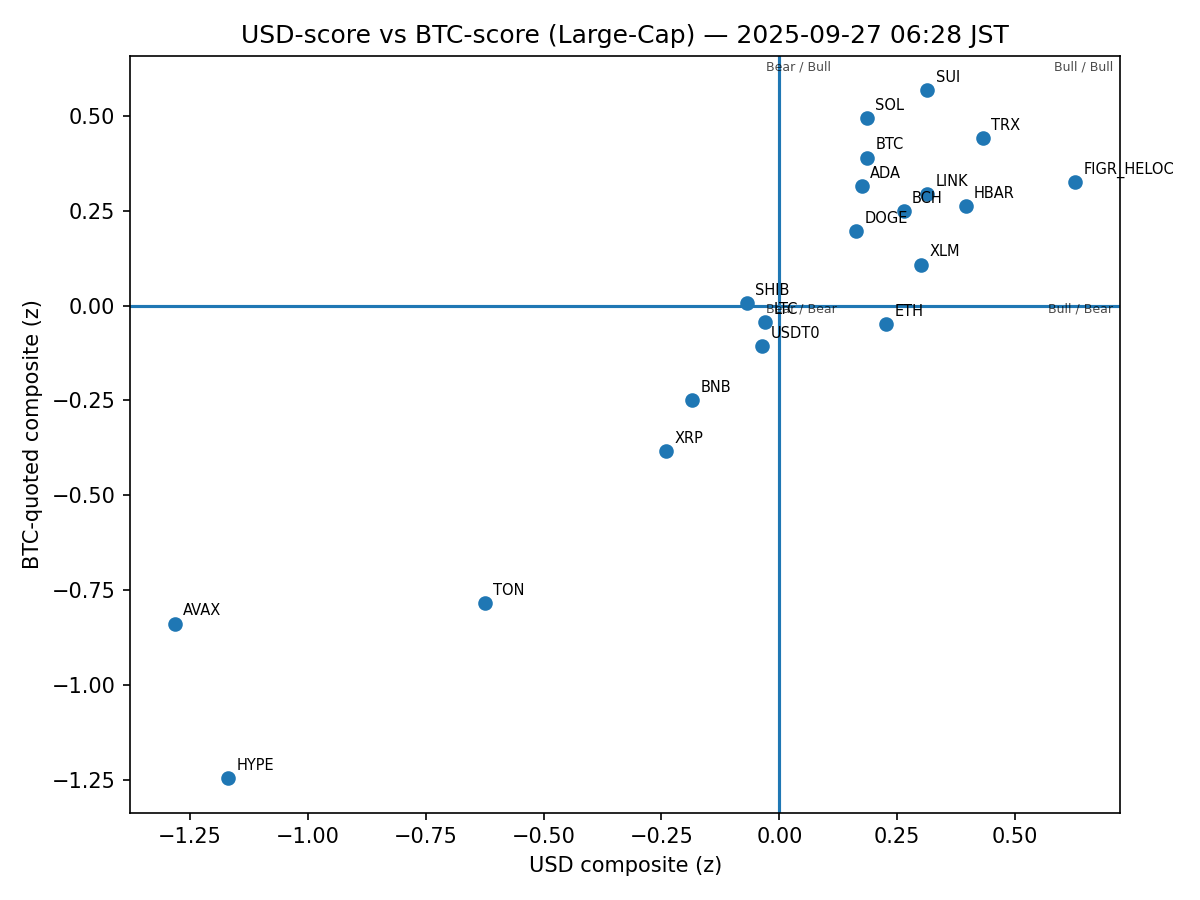 USD-score vs BTC-score (Large-Cap) — 2025-09-27 06:28 JST
Bear / Bull
Bull / Bull
SUI
SOL
TRX
BTC
FIGR_HELOC
ADA
LINK
HBAR
BCH
DOGE
XLM
SHIB
LTC
Bear / Bear
ETH
Bull / Bear
USDT0
BNB
XRP
TON
AVAX
HYPE
0.50
0.25
0.00
−0.25
−0.50
−0.75
−1.00
−1.25
BTC-quoted composite (z)
−1.25
−1.00
−0.75
−0.50
−0.25
0.00
0.25
0.50
USD composite (z)